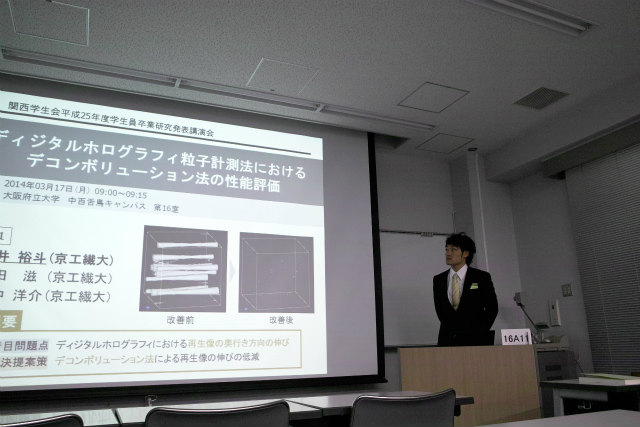 関西学生会平成25年度学生員卒業研究発表講演会
ディジタルホログラフィ粒子計測法における
デコンボリューション法の性能評価
2014年03月17日(月) 09:00～09:15
大阪府立大学 中百舌鳥キャンパス 第16室
井 裕斗(京工繊大)
田 滋 (京工繊大)
洋介(京工繊大)
改善前
改善後
要
目問題点 ディジタルホログラフィにおける再生像の奥行き方向の伸び
決提案策 デコンボリューション法による再生像の伸びの低減
16A11